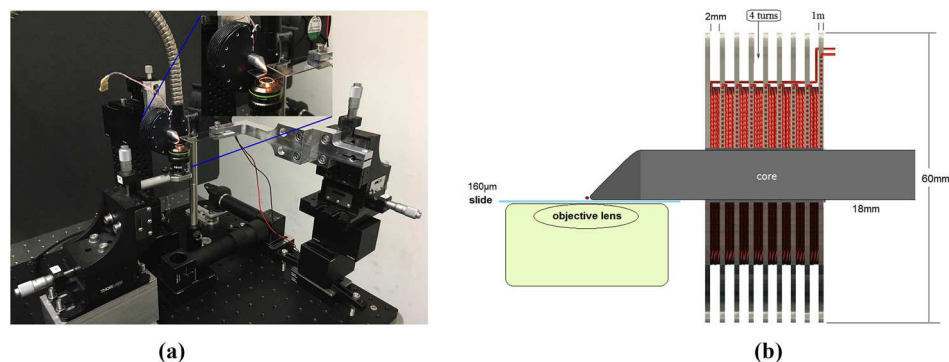 2mm
4 turns
1m
core
60mm
160μm
slide
18mm
objective lens
(a)
(b)